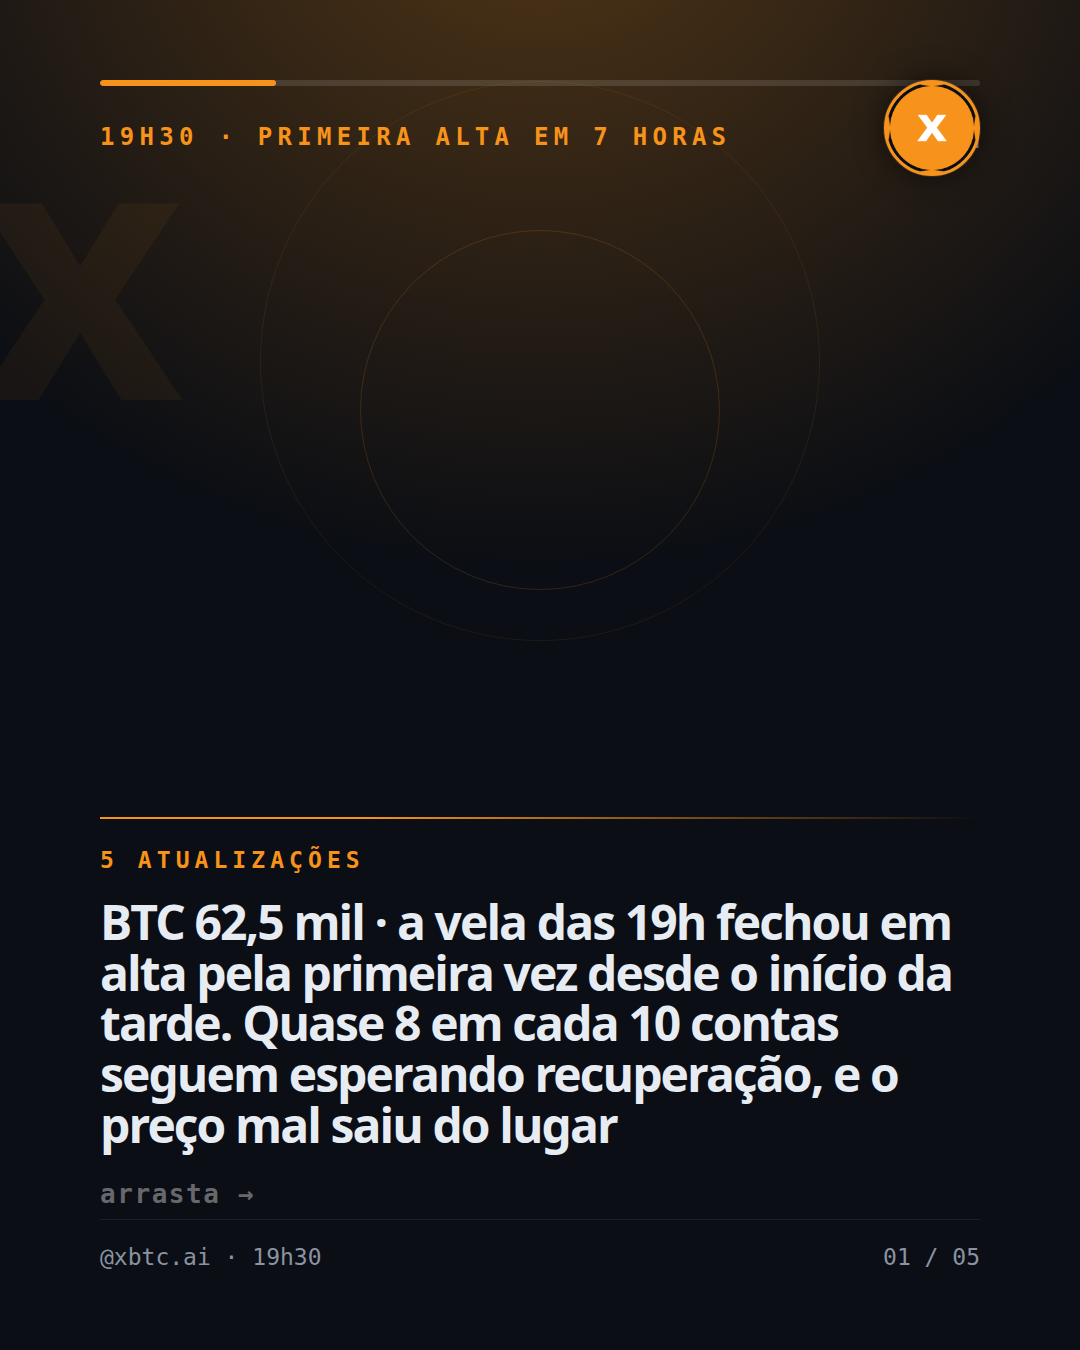 19H30 · PRIMEIRA ALTA EM 7 HORAS
x
x
5 ATUALIZAÇÕES
BTC 62,5 mil · a vela das 19h fechou em
alta pela primeira vez desde o início da
tarde. Quase 8 em cada 10 contas
seguem esperando recuperação, e o
preço mal saiu do lugar
arrasta →
@xbtc.ai · 19h30
01 / 05